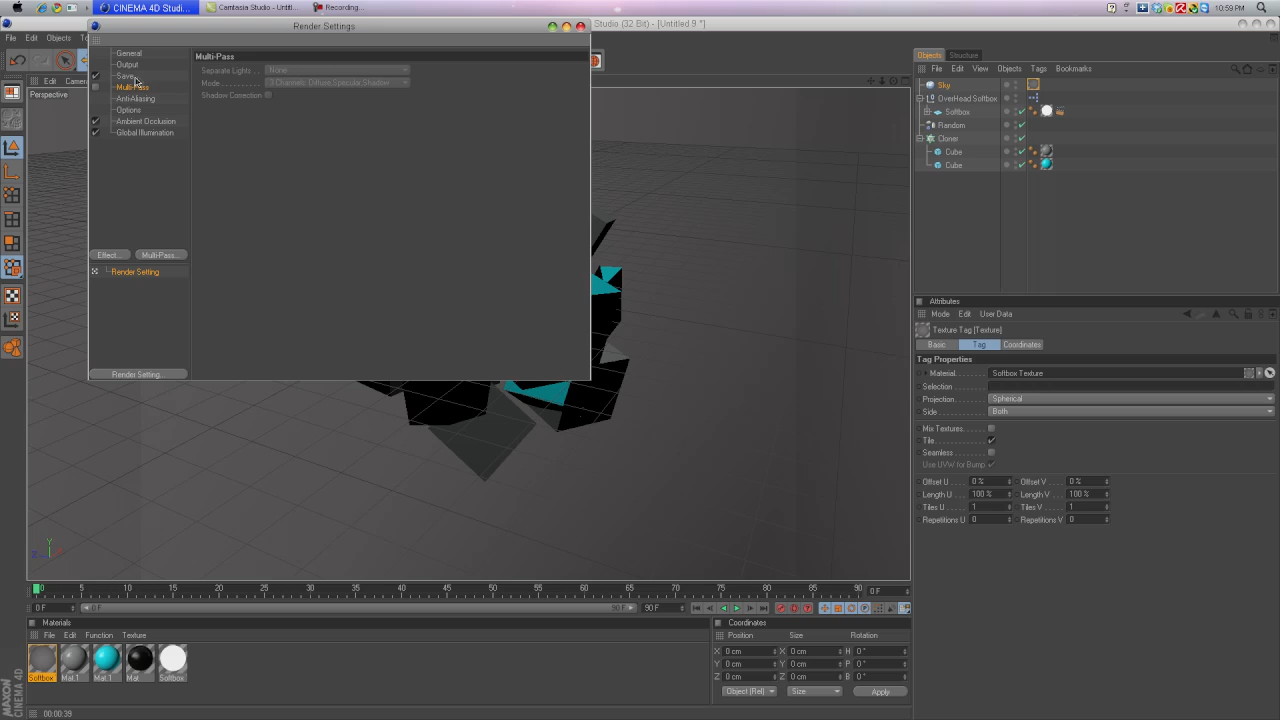 CINEMA 4D Studi...
Camtasia Studio - Untitl...
Recording...
10:59 PM
Render Settings
Studio (32 Bit) - [Untitled 9 *]
File Edit Objects
Edit
Perspective
General
Output
Save
Multi-Pass
Anti-Aliasing
Options
Ambient Occlusion
Global Illumination
Effect...
Multi-Pass...
Render Setting
Render Setting...
Multi-Pass
Separate Lights . . None
Mode 3 Channels: Diffuse,Specular,Shadow
Shadow Correction
Objects Structure
File Edit View Objects Tags Bookmarks
Sky
OverHead Softbox
Softbox
Random
Cloner
Cube
Cube
Attributes
Mode Edit User Data
Texture Tag [Texture]
Basic Tag Coordinates
Tag Properties
Material Softbox Texture
Selection
Projection Spherical
Side Both
Mix Textures
Tile
Seamless
Use UVW for Bump
Offset U 0 % Offset V 0 %
Length U 100 % Length V 100 %
Tiles U 1 Tiles V 1
Repetitions U 0 Repetitions V 0
Y
Z
0 5 10 15 20 25 30 35 40 45 50 55 60 65 70 75 80 85 90 0 F
0 F 0 F 90 F 90 F
Materials
File Edit Function Texture
Softbox Mat.1 Mat.1 Mat Softbox
Coordinates
Position Size Rotation
X 0 cm X 0 cm H 0 °
Y 0 cm Y 0 cm P 0 °
Z 0 cm Z 0 cm B 0 °
Object (Rel) Size Apply
MAXON
CINEMA 4D
00:00:39